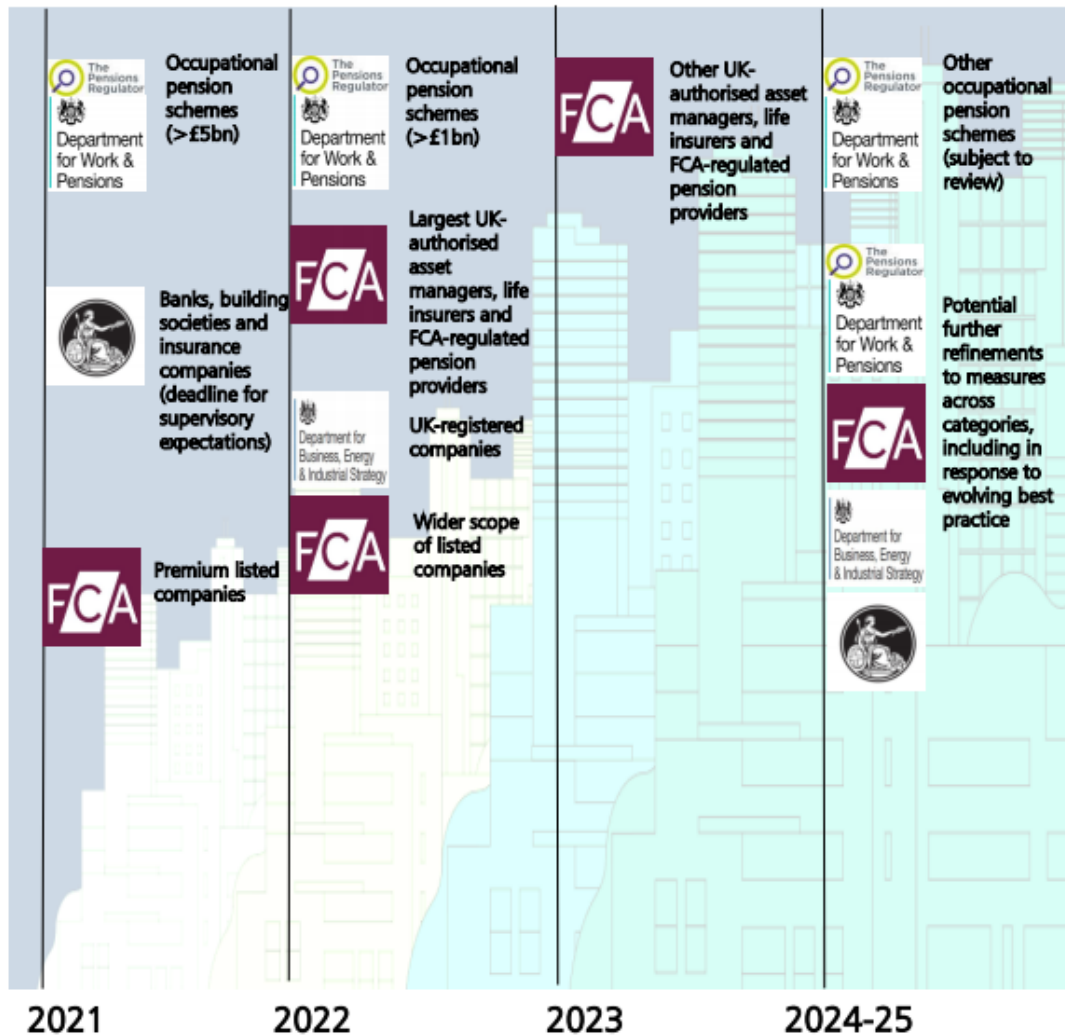 The
Pensions
Regulator
Department
for Work &
Pensions
Occupational
pension
schemes
(>£5bn)
Banks, building
societies and
insurance
companies
(deadline for
supervisory
expectations)
FCA
Premium listed
companies
The
Pensions
Regulator
Department
for Work &
Pensions
Occupational
pension
schemes
(>£1bn)
FCA
Largest UK-
authorised
asset
managers, life
insurers and
FCA-regulated
pension
providers
Department for
Business, Energy
& Industrial Strategy
UK-registered
companies
FCA
Wider scope
of listed
companies
FCA
Other UK-
authorised asset
managers, life
insurers and
FCA-regulated
pension
providers
The
Pensions
Regulator
Department
for Work &
Pensions
Other
occupational
pension
schemes
(subject to
review)
The
Pensions
Regulator
Department
for Work &
Pensions
FCA
Department for
Business, Energy
& Industrial Strategy
Potential
further
refinements
to measures
across
categories,
including in
response to
evolving best
practice
2021
2022
2023
2024-25